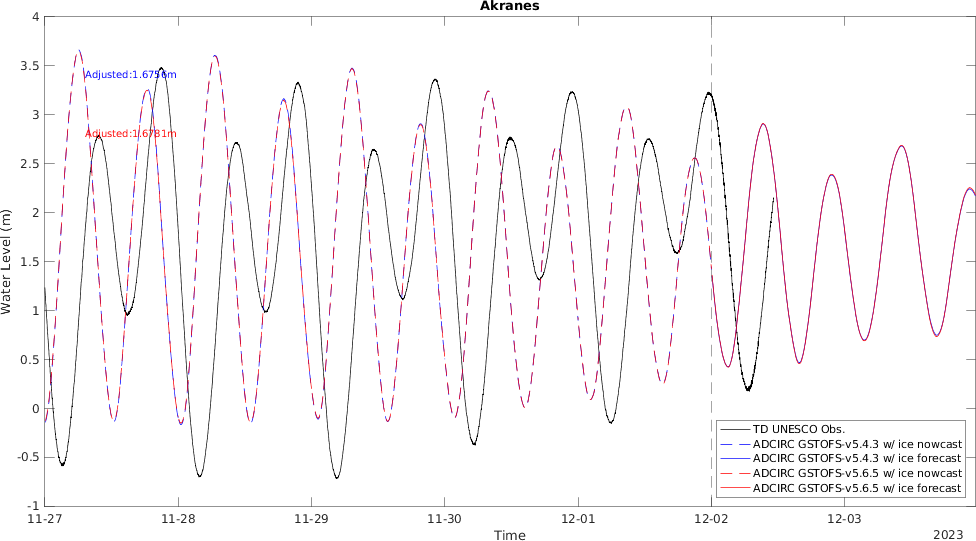 Akranes
4
3.5
3
2.5
2
1.5
1
0.5
0
-0.5
-1
Water Level (m)
Adjusted:1.6756m
Adjusted:1.6781m
TD UNESCO Obs.
ADCIRC GSTOFS-v5.4.3 w/ ice nowcast
ADCIRC GSTOFS-v5.4.3 w/ ice forecast
ADCIRC GSTOFS-v5.6.5 w/ ice nowcast
ADCIRC GSTOFS-v5.6.5 w/ ice forecast
11-27 11-28 11-29 11-30 12-01 12-02 12-03
Time
2023